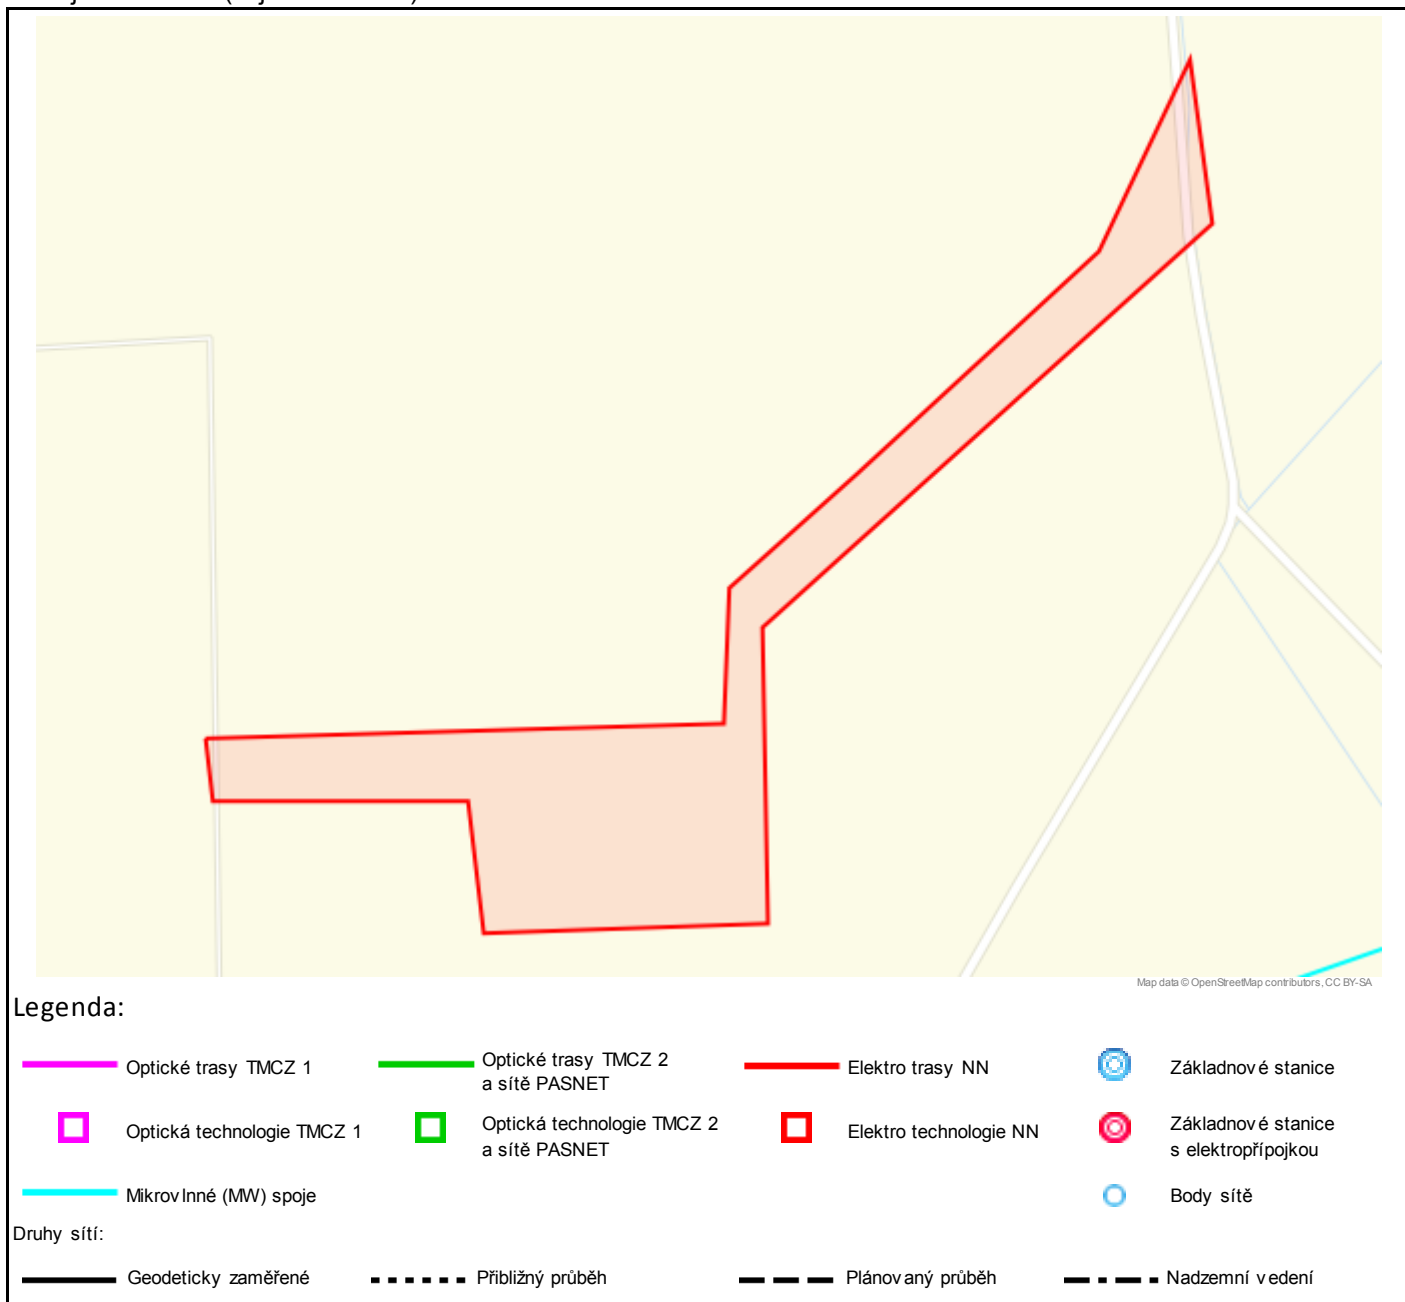 Map data © OpenStreetMap contributors, CC BY-SA
Legenda:
Optické trasy TMCZ 1
Optické trasy TMCZ 2
a sítě PASNET
Elektro trasy NN
Základnové stanice
Optická technologie TMCZ 1
Optická technologie TMCZ 2
a sítě PASNET
Elektro technologie NN
Základnové stanice
s elektropřípojkou
Mikrovlnné (MW) spoje
Body sítě
Druhy sítí:
Geodeticky zaměřené
Přibližný průběh
Plánovaný průběh
Nadzemní vedení